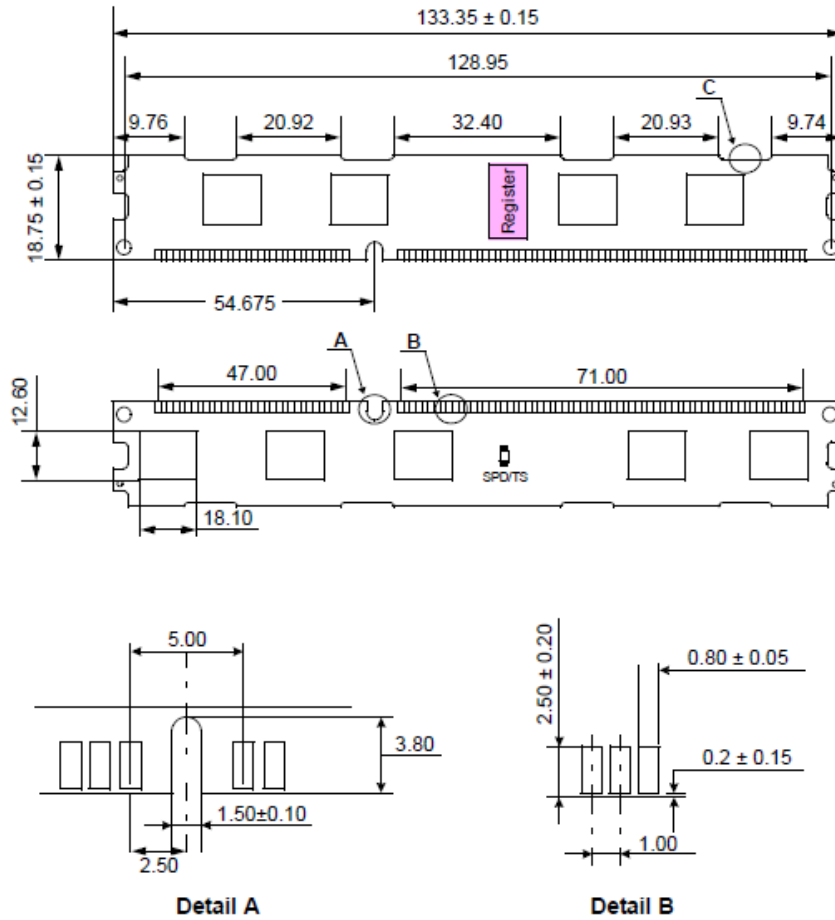 133.35 ± 0.15
128.95
C
9.76
20.92
32.40
20.93
9.74
18.75 ± 0.15
Register
54.675
A
B
47.00
71.00
12.60
SPD/TS
18.10
5.00
3.80
1.50±0.10
2.50
2.50 ± 0.20
0.80 ± 0.05
0.2 ± 0.15
1.00
Detail A
Detail B